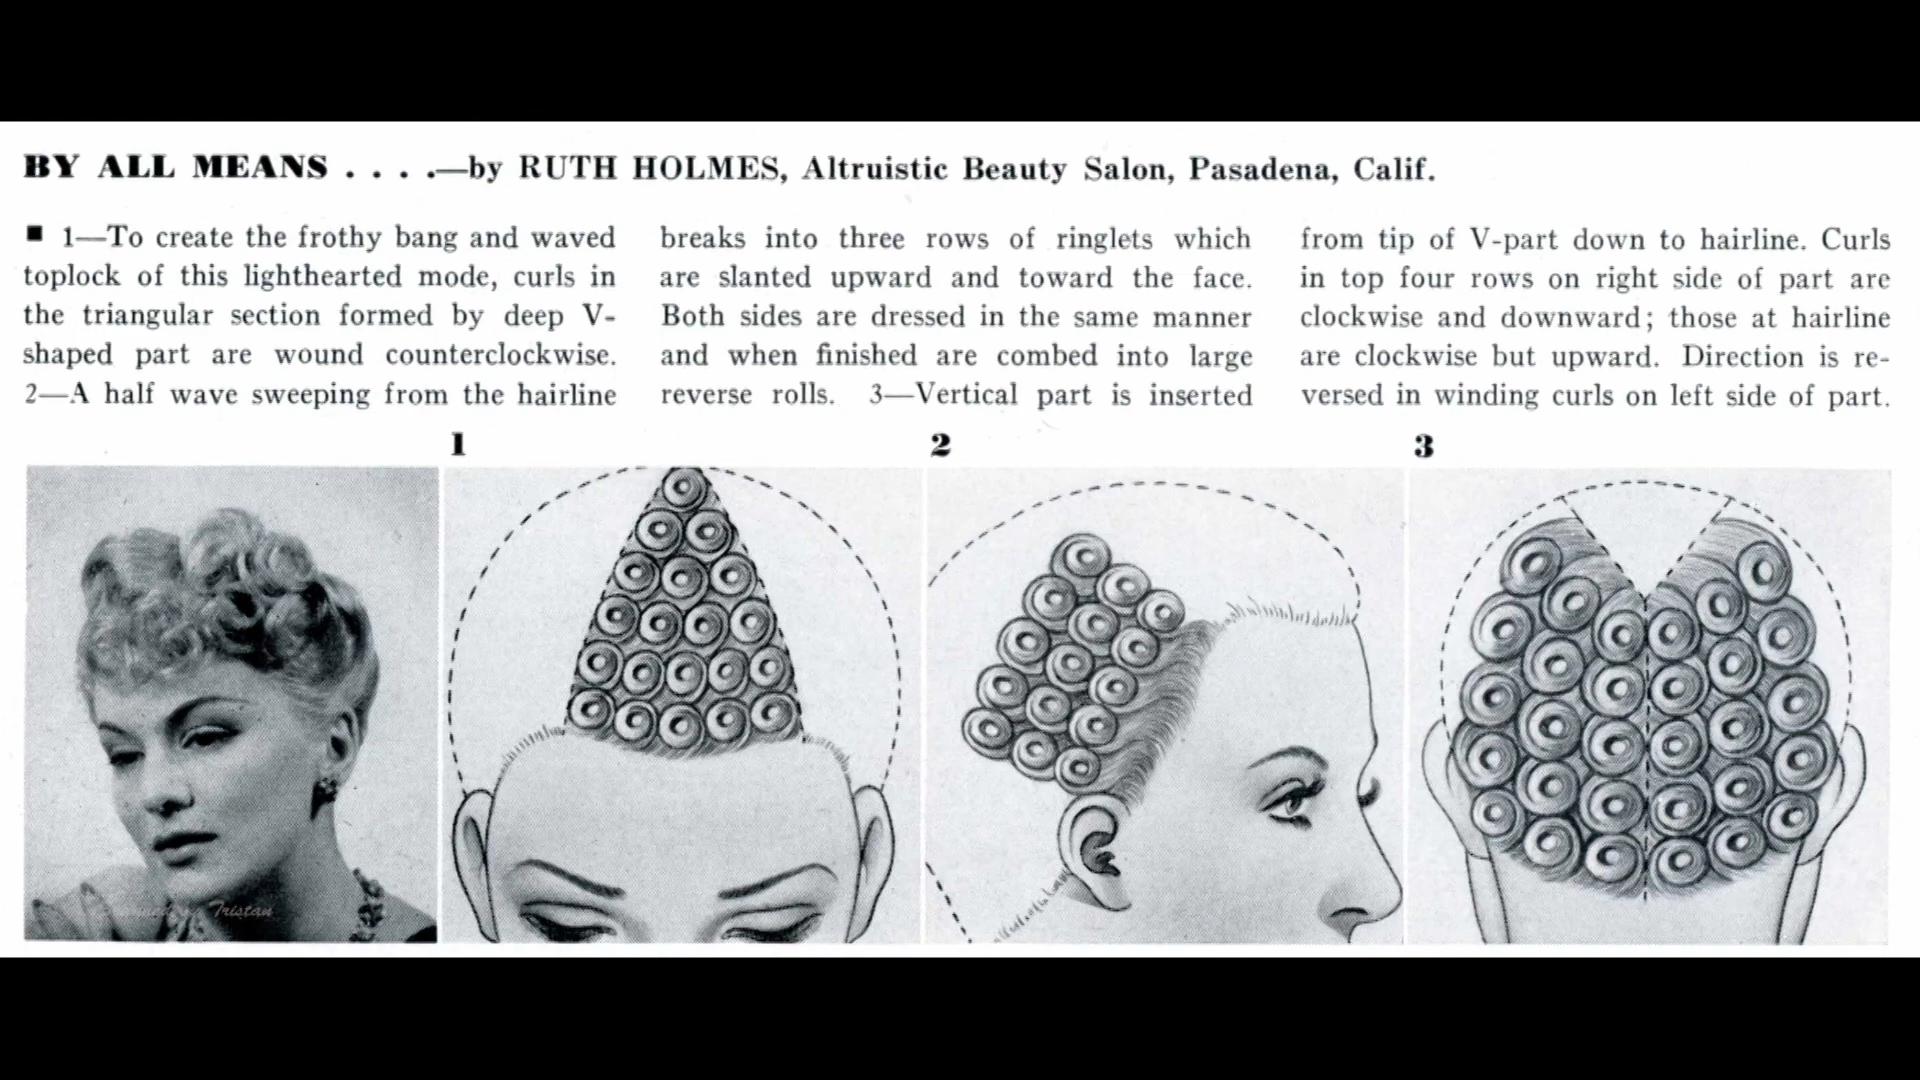 BY ALL MEANS . . . .—by RUTH HOLMES, Altruistic Beauty Salon, Pasadena, Calif.
■ 1—To create the frothy bang and waved
toplock of this lighthearted mode, curls in
the triangular section formed by deep V-
shaped part are wound counterclockwise.
2—A half wave sweeping from the hairline
breaks into three rows of ringlets which
are slanted upward and toward the face.
Both sides are dressed in the same manner
and when finished are combed into large
reverse rolls. 3—Vertical part is inserted
from tip of V-part down to hairline. Curls
in top four rows on right side of part are
clockwise and downward; those at hairline
are clockwise but upward. Direction is re-
versed in winding curls on left side of part.
1
2
3
Tristan